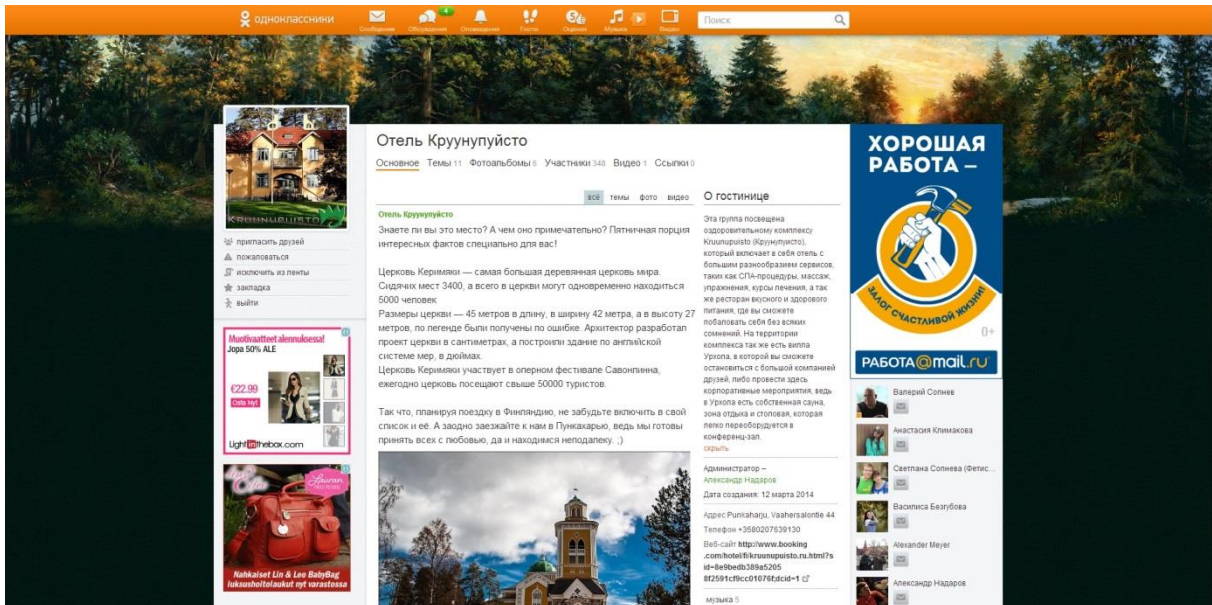 одноклассники
Сообщения Обсуждения 4 Оповещения Гости Оценки Музыка Видео
Поиск
KRUUNUPUISTO
пригласить друзей
пожаловаться
исключить из ленты
закладка
выйти
Muotivaatteet alennuksessa!
Jopa 50% ALE
€22.99
Osta Nyt
Light in the box.com
Nahkaiset Lin & Leo BabyBag
luksushoitolaukut nyt varastossa
Отель Круунупуйсто
Основное Темы 11 Фотоальбомы 6 Участники 348 Видео 1 Ссылки 0
всё темы фото видео
Отель Круунупуйсто
Знаете ли вы это место? А чем оно примечательно? Пятничная порция
интересных фактов специально для вас!
Церковь Керимяки — самая большая деревянная церковь мира.
Сидячих мест 3400, а всего в церкви могут одновременно находиться
5000 человек
Размеры церкви — 45 метров в длину, в ширину 42 метра, а в высоту 27
метров, по легенде были получены по ошибке. Архитектор разработал
проект церкви в сантиметрах, а построили здание по английской
системе мер, в дюймах.
Церковь Керимяки участвует в оперном фестивале Савонлинна,
ежегодно церковь посещают свыше 50000 туристов.
Так что, планируя поездку в Финляндию, не забудьте включить в свой
список и её. А заодно заезжайте к нам в Пункахарью, ведь мы готовы
принять всех с любовью, да и находимся неподалеку. ;)
О гостинице
Эта группа посвещена
оздоровительному комплексу
Kruunupuisto (Круунупуисто),
который включает в себя отель с
большим разнообразием сервисов,
таких как СПА-процедуры, массаж,
упражнения, курсы лечения, а так
же ресторан вкусного и здорового
питания, где вы сможете
побаловать себя без всяких
сомнений. На территории
комплекса так же есть вилла
Урхола, в которой вы сможете
остановиться с большой компанией
друзей, либо провести здесь
корпоративные мероприятия, ведь
в Урхола есть собственная сауна,
зона отдыха и столовая, которая
легко переоборудуется в
конференц-зал.
скрыть
Администратор –
Александр Надаров
Дата создания: 12 марта 2014
Адрес Punkaharju, Vaahersalontie 44
Телефон +3580207639130
Веб-сайт http://www.booking
.com/hotel/fi/kruunupuisto.ru.html?s
id=8e9bedb389a5205
8f2591cf9cc01076f;dcid=1
музыка 5
ХОРОШАЯ
РАБОТА –
ЗАЛОГ СЧАСТЛИВОЙ ЖИЗНИ!
0+
РАБОТА@mail.ru
Валерий Солнев
Анастасия Климакова
Светлана Солнева (Фетис...
Василиса Безгубова
Alexander Meyer
Александр Надаров